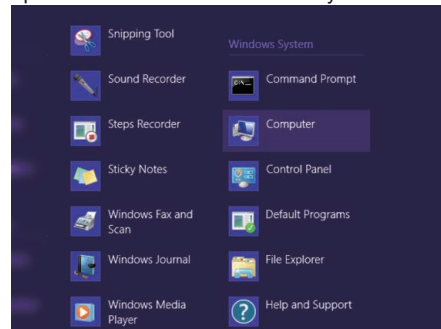 Snipping Tool
Sound Recorder
Steps Recorder
Sticky Notes
Windows Fax and
Scan
Windows Journal
Windows Media
Player
Windows System
Command Prompt
Computer
Control Panel
Default Programs
File Explorer
Help and Support